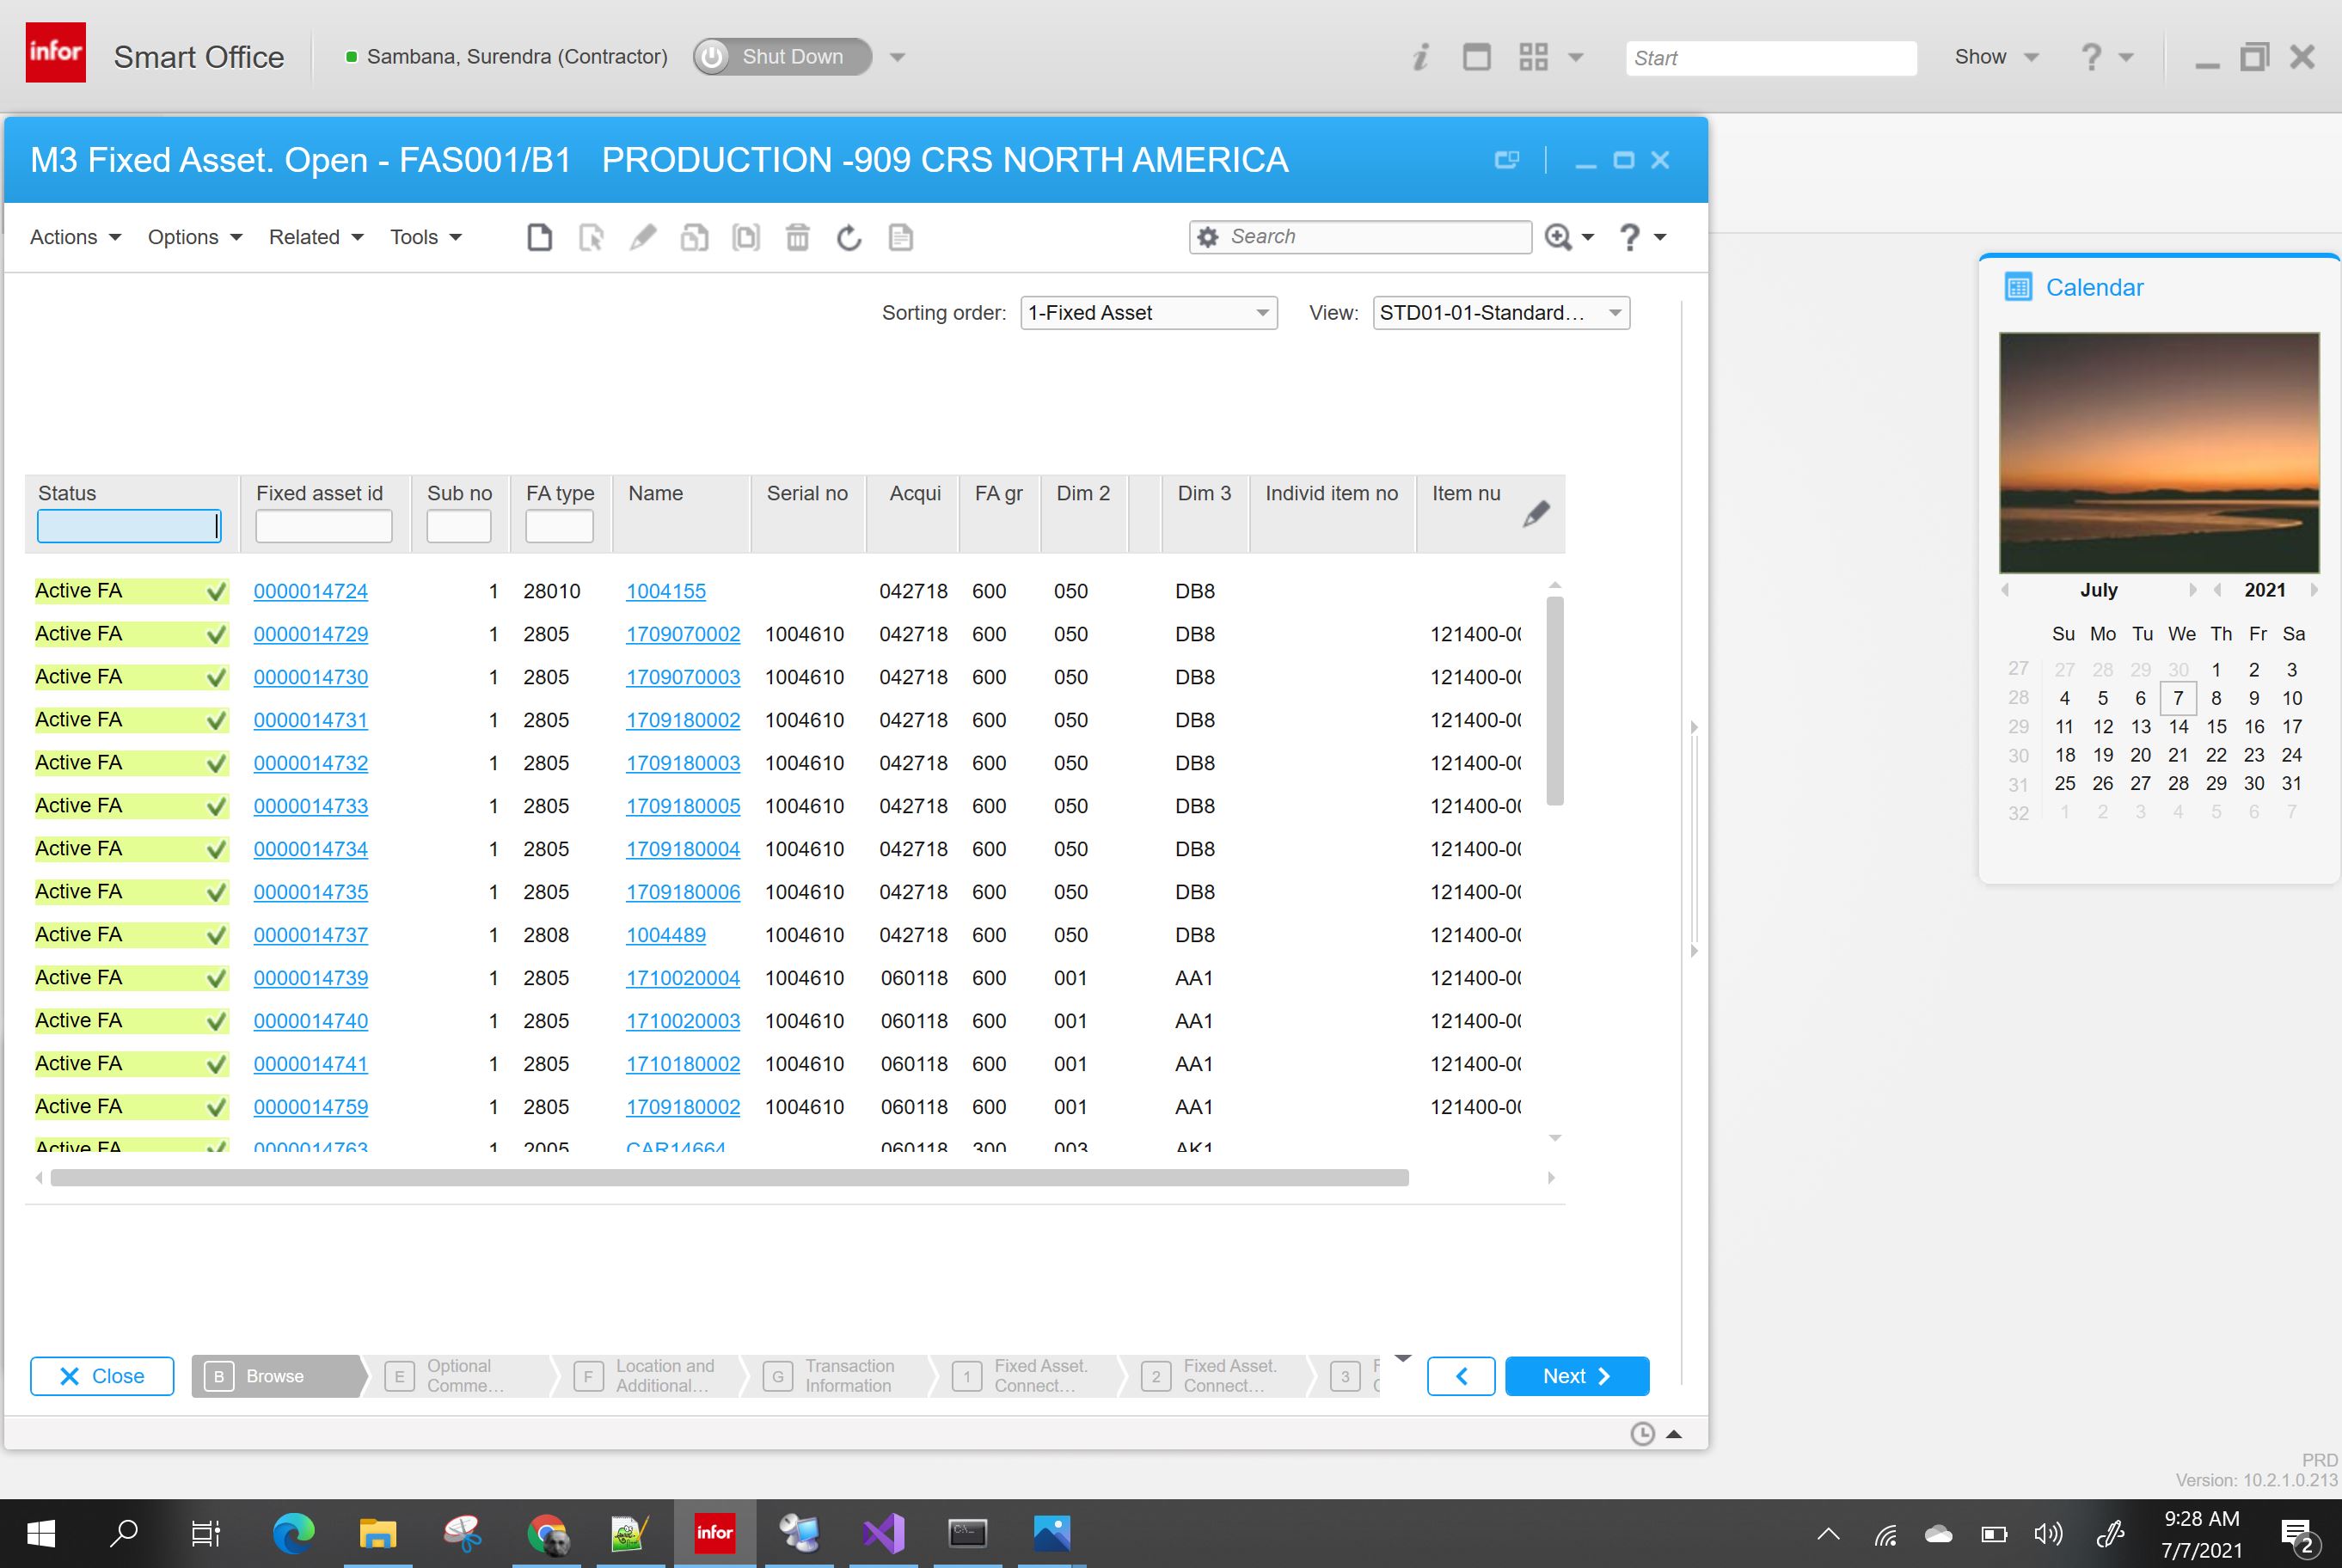 infor Smart Office Sambana, Surendra (Contractor) Shut Down Start Show ?
M3 Fixed Asset. Open - FAS001/B1 PRODUCTION -909 CRS NORTH AMERICA
Actions Options Related Tools Search ?
Sorting order: 1-Fixed Asset View: STD01-01-Standard...
Status Fixed asset id Sub no FA type Name Serial no Acqui FA gr Dim 2 Dim 3 Individ item no Item nu
Active FA 0000014724 1 28010 1004155 042718 600 050 DB8
Active FA 0000014729 1 2805 1709070002 1004610 042718 600 050 DB8 121400-00
Active FA 0000014730 1 2805 1709070003 1004610 042718 600 050 DB8 121400-00
Active FA 0000014731 1 2805 1709180002 1004610 042718 600 050 DB8 121400-00
Active FA 0000014732 1 2805 1709180003 1004610 042718 600 050 DB8 121400-00
Active FA 0000014733 1 2805 1709180005 1004610 042718 600 050 DB8 121400-00
Active FA 0000014734 1 2805 1709180004 1004610 042718 600 050 DB8 121400-00
Active FA 0000014735 1 2805 1709180006 1004610 042718 600 050 DB8 121400-00
Active FA 0000014737 1 2808 1004489 1004610 042718 600 050 DB8 121400-00
Active FA 0000014739 1 2805 1710020004 1004610 060118 600 001 AA1 121400-00
Active FA 0000014740 1 2805 1710020003 1004610 060118 600 001 AA1 121400-00
Active FA 0000014741 1 2805 1710180002 1004610 060118 600 001 AA1 121400-00
Active FA 0000014759 1 2805 1709180002 1004610 060118 600 001 AA1 121400-00
Active FA 0000014763 1 2005 CAR14664 060118 300 003 AK1
Close B Browse E Optional Comme... F Location and Additional... G Transaction Information 1 Fixed Asset. Connect... 2 Fixed Asset. Connect... 3 Next
Calendar
July 2021
Su Mo Tu We Th Fr Sa
27 27 28 29 30 1 2 3
28 4 5 6 7 8 9 10
29 11 12 13 14 15 16 17
30 18 19 20 21 22 23 24
31 25 26 27 28 29 30 31
32 1 2 3 4 5 6 7
PRD
Version: 10.2.1.0.213
infor
9:28 AM
7/7/2021
2